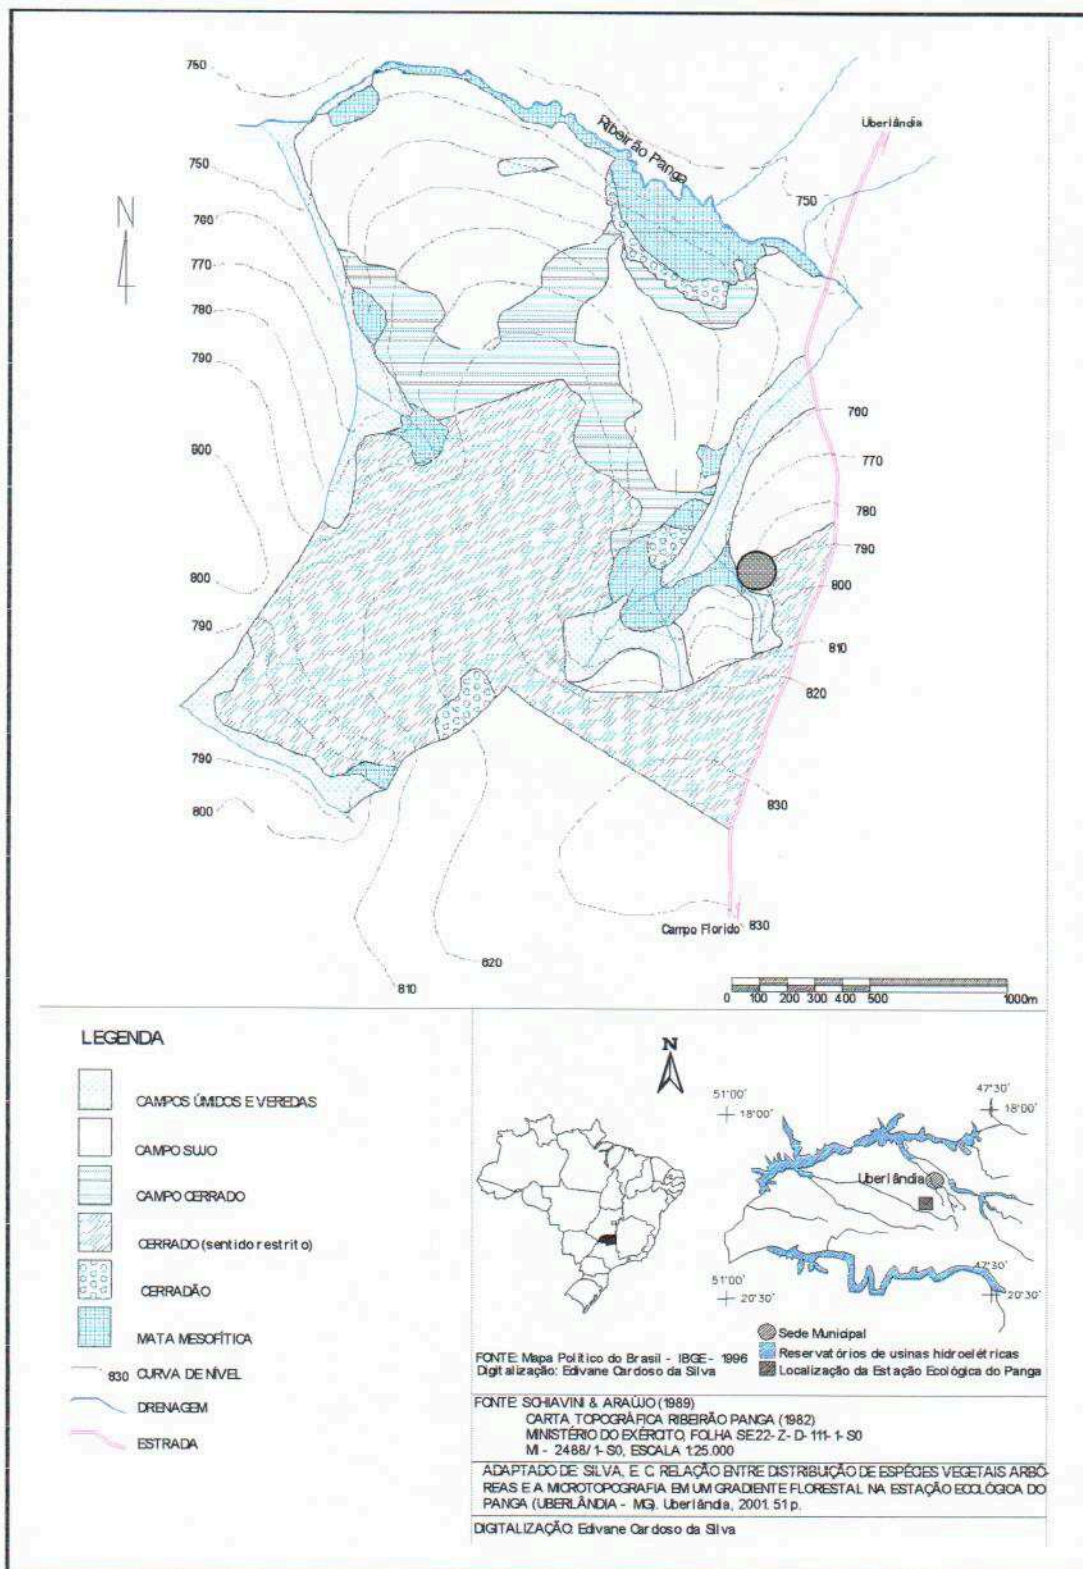 750
Uberlândia
Ribeirão Panga
750
750
N
760
770
780
790
600
800
790
790
800
760
770
780
790
800
810
820
830
Campo Florido
830
820
810
0 100 200 300 400 500 1000m
LEGENDA
CAMPOS ÚMIDOS E VEREDAS
CAMPO SUJO
CAMPO CERRADO
CERRADO (sentido restrito)
CERRADÃO
MATA MESOFÍTICA
830 CURVA DE NÍVEL
DRENAGEM
ESTRADA
N
51°00'
18°00'
47°30'
18°00'
Uberlândia
51°00'
20°30'
47°30'
20°30'
Sede Municipal
Reservatórios de usinas hidroelétricas
Localização da Estação Ecológica do Panga
FONTE: Mapa Político do Brasil - IBGE - 1996
Digitalização: Edivane Cardoso da Silva
FONTE: SCHIAVINI & ARAÚJO (1989)
CARTA TOPOGRÁFICA RIBEIRÃO PANGA (1982)
MINISTÉRIO DO EXÉRCITO, FOLHA SE.22-Z-D-111-1-SO
MI - 2488/1-SO, ESCALA 1:25.000
ADAPTADO DE: SILVA, E. C. RELAÇÃO ENTRE DISTRIBUIÇÃO DE ESPÉCIES VEGETAIS ARBÓ-
REAS E A MICROTOPOGRAFIA EM UM GRADIENTE FLORESTAL NA ESTAÇÃO ECOLÓGICA DO
PANGA (UBERLÂNDIA - MG). Uberlândia, 2001. 51 p.
DIGITALIZAÇÃO: Edivane Cardoso da Silva